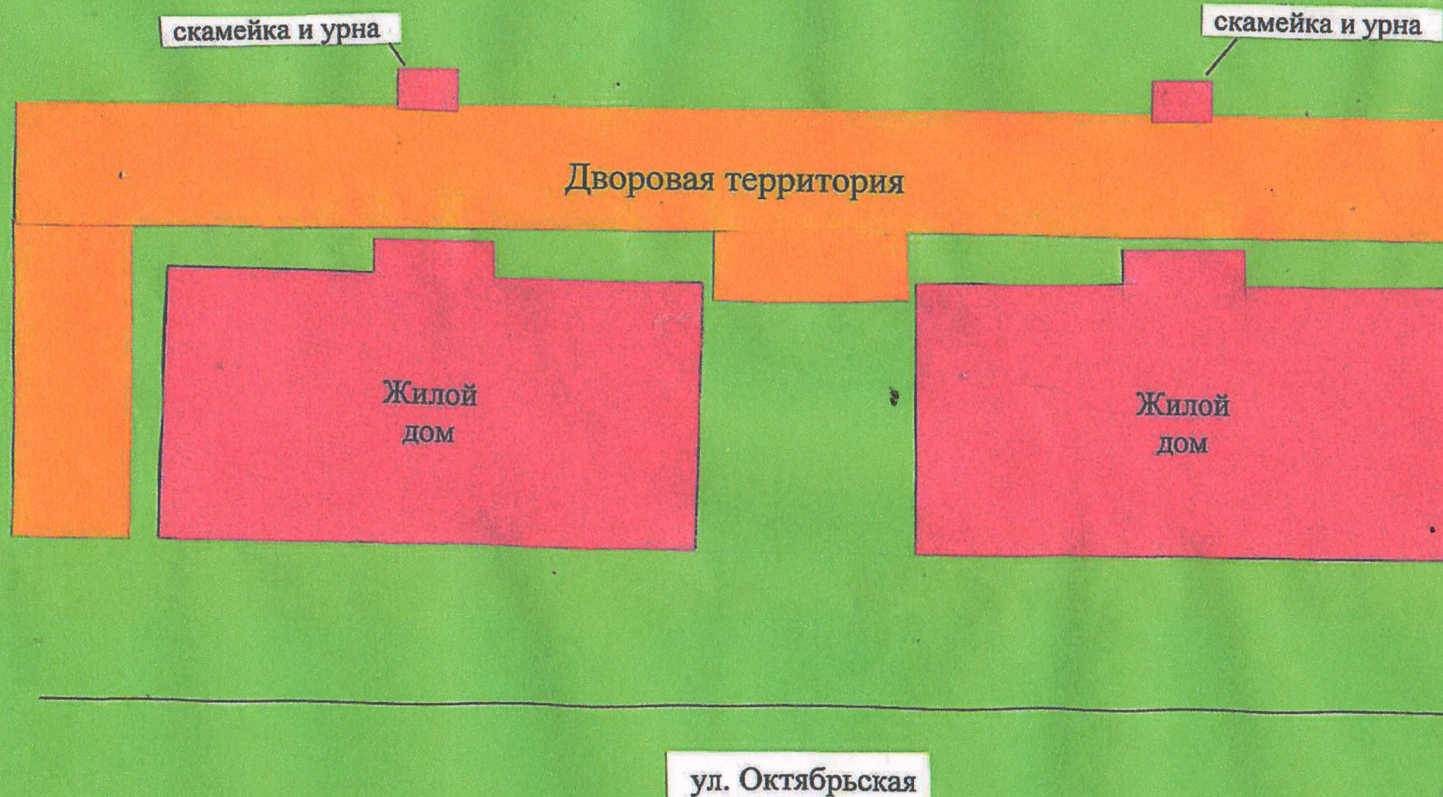 скамейка и урна
скамейка и урна
Дворовая территория
Жилой
дом
Жилой
дом
ул. Октябрьская